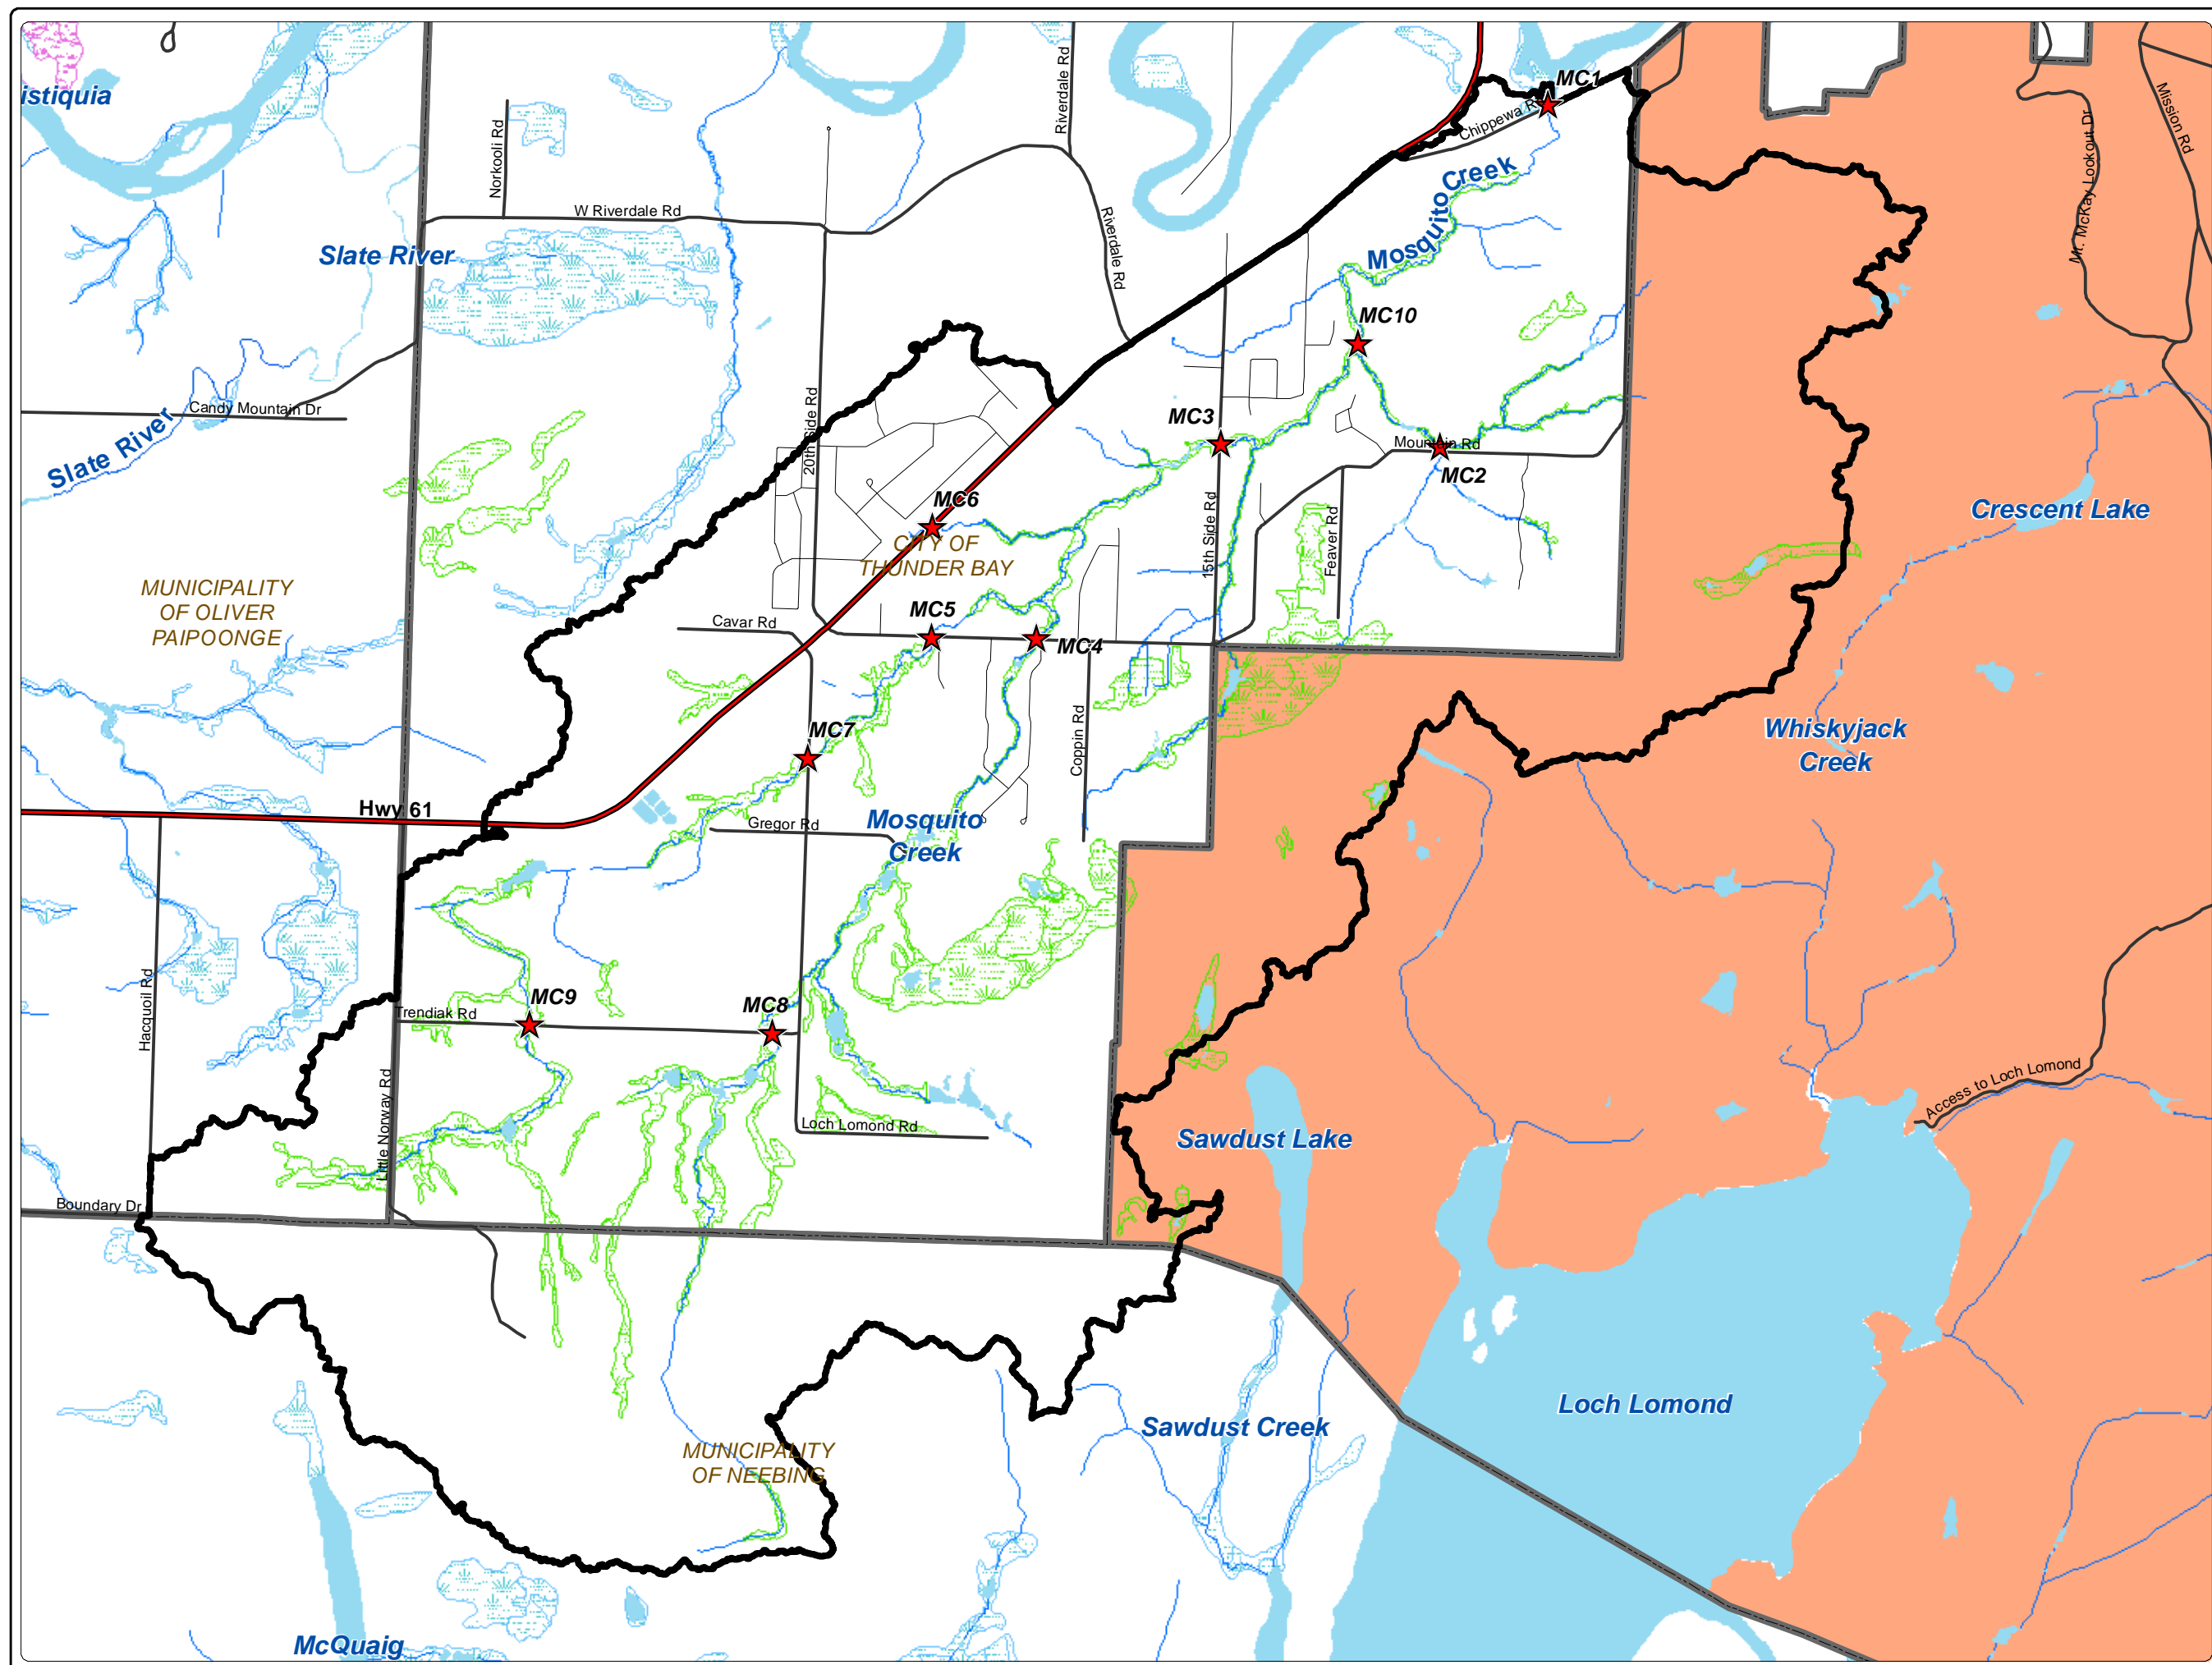 MC1
istiquia
Chippewa R
Riverdale Rd
Norkooli Rd
Mt. McKay Lookout Dr
Mission Rd
Mosquito Creek
W Riverdale Rd
Slate River
Riverdale Rd
MC10
Candy Mountain Dr
Slate River
20th Side Rd
MC3
Mountain Rd
MC2
MC6
CITY OF
THUNDER BAY
15th Side Rd
Feaver Rd
Crescent Lake
MUNICIPALITY
OF OLIVER
PAIPOONGE
MC5
Cavar Rd
MC4
MC7
Coppin Rd
Whiskyjack
Creek
Hwy 61
Gregor Rd
Mosquito
Creek
Hacquoil Rd
MC9
MC8
Trendiak Rd
Little Norway Rd
Loch Lomond Rd
Access to Loch Lomond
Sawdust Lake
Boundary Dr
Loch Lomond
Sawdust Creek
MUNICIPALITY
OF NEEBING
McQuaig